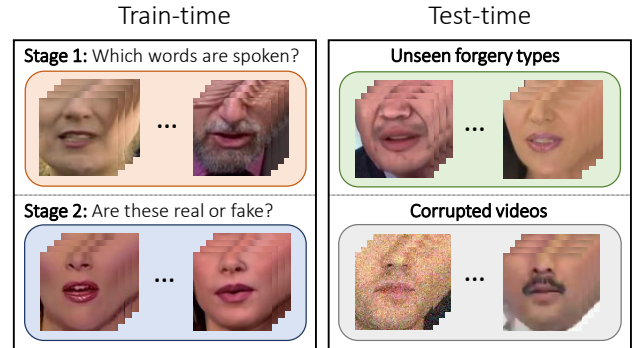 Train-time
Test-time
Stage 1: Which words are spoken?
...
Unseen forgery types
...
Stage 2: Are these real or fake?
...
Corrupted videos
...